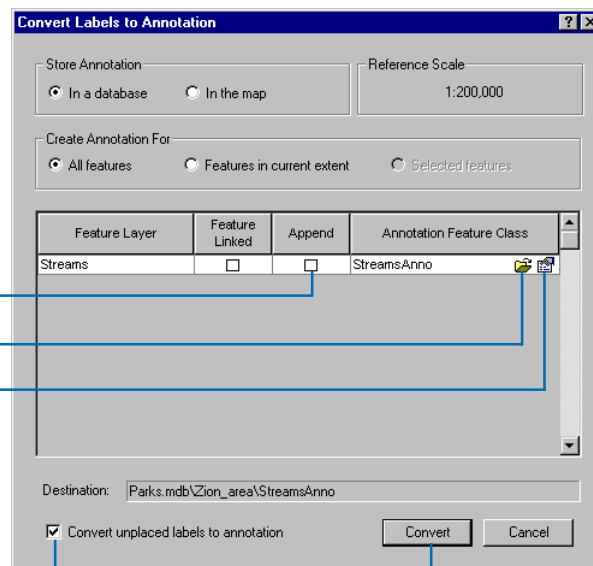 Convert Labels to Annotation
Store Annotation
In a database
In the map
Reference Scale
1:200,000
Create Annotation For
All features
Features in current extent
Selected features
Feature Layer
Feature Linked
Append
Annotation Feature Class
Streams
StreamsAnno
Destination: Parks.mdb\Zion_area\StreamsAnno
Convert unplaced labels to annotation
Convert
Cancel